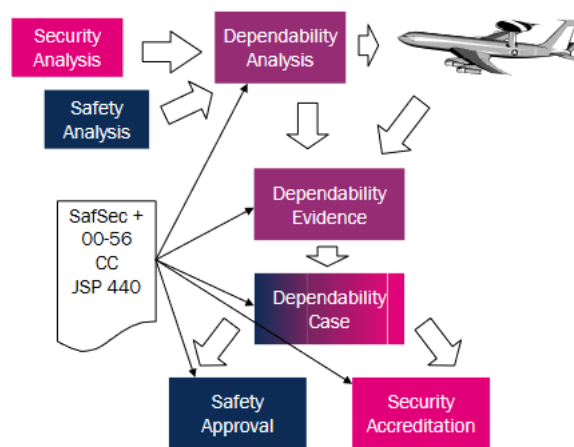 Security
Analysis
Dependability
Analysis
Safety
Analysis
Dependability
Evidence
SafSec +
00-56
CC
JSP 440
Dependability
Case
Safety
Approval
Security
Accreditation